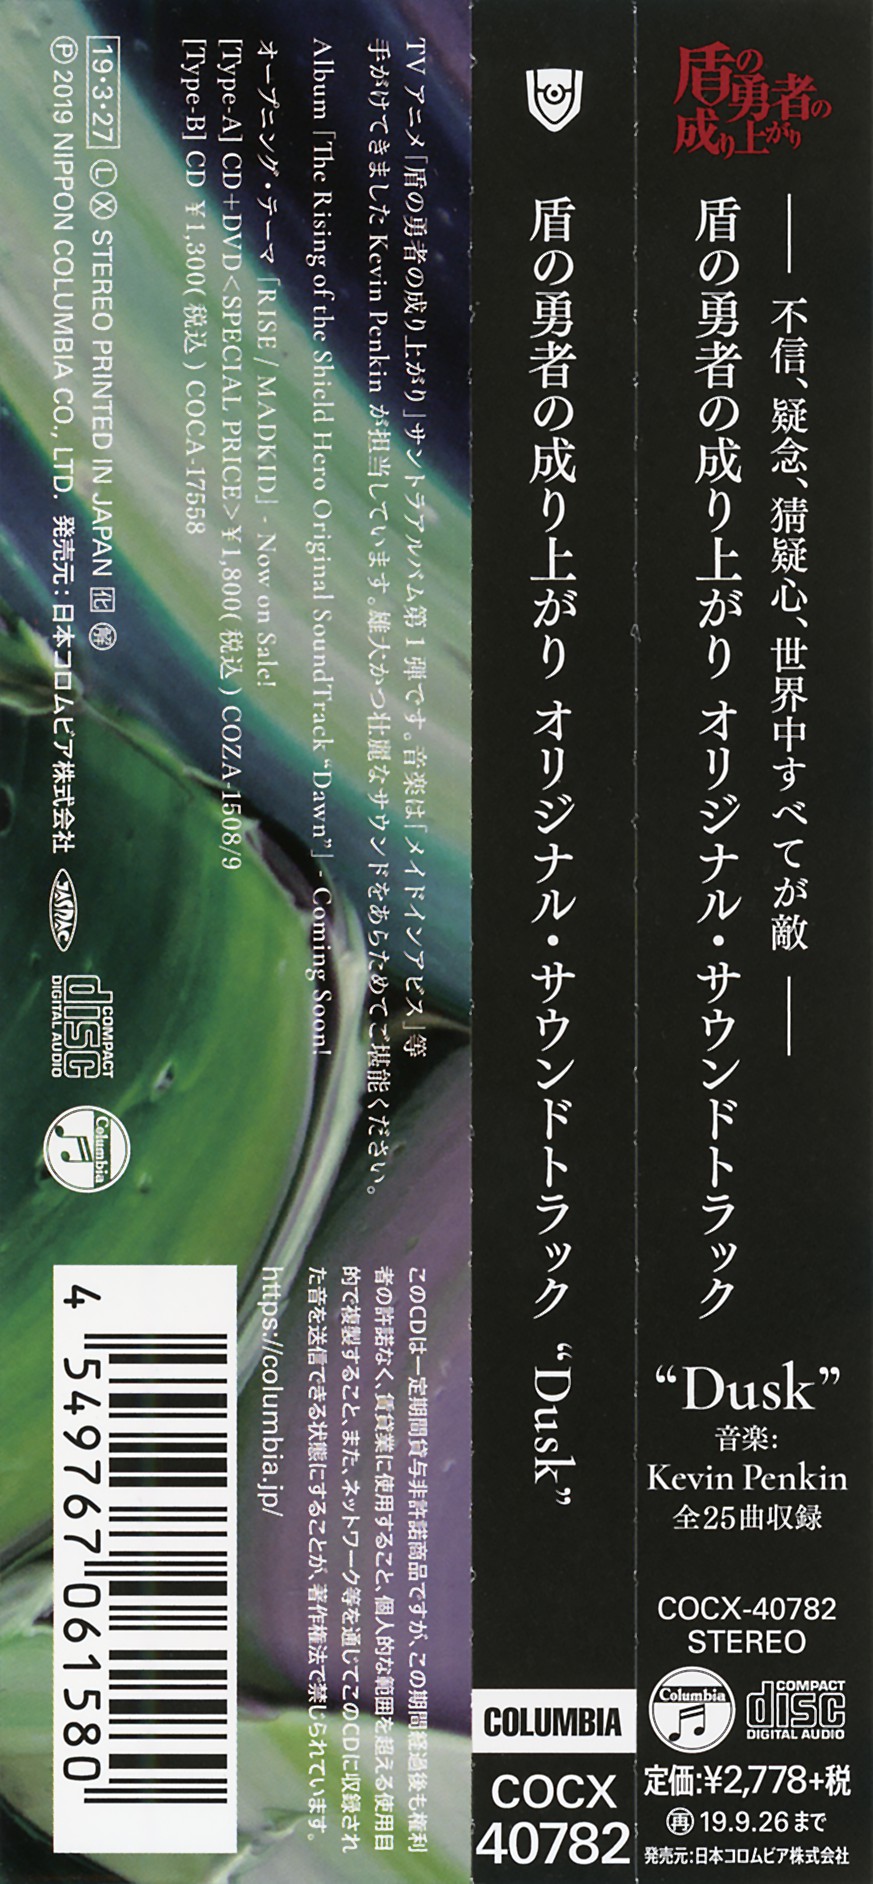 盾の勇者の成り上がり
―― 不信、疑念、猜疑心、世界中すべてが敵 ――
盾の勇者の成り上がり オリジナル・サウンドトラック
“Dusk”
音楽:
Kevin Penkin
全25曲収録
COCX-40782
STEREO
Columbia
COMPACT
disc
DIGITAL AUDIO
定価:¥2,778+税
再 19.9.26まで
発売元:日本コロムビア株式会社
盾の勇者の成り上がり オリジナル・サウンドトラック “Dusk”
COLUMBIA
COCX
40782
TV アニメ「盾の勇者の成り上がり」サントラアルバム第1弾です。音楽は「メイドインアビス」等
手がけてきました Kevin Penkin が担当しています。雄大かつ壮麗なサウンドをあらためてご堪能ください。
Album「The Rising of the Shield Hero Original SoundTrack “Dawn”」- Coming Soon!
オープニング・テーマ「RISE / MADKID」- Now on Sale!
[Type-A] CD+DVD<SPECIAL PRICE>¥1,800(税込) COZA-1508/9
[Type-B] CD ¥1,300(税込) COCA-17558
19・3・27 Ⓛ Ⓧ STEREO PRINTED IN JAPAN 化 解
℗ 2019 NIPPON COLUMBIA CO., LTD. 発売元:日本コロムビア株式会社
JASRAC
COMPACT
disc
DIGITAL AUDIO
Columbia
このCDは一定期間貸与非許諾商品ですが、この期間経過後も権利
者の許諾なく、賃貸業に使用すること、個人的な範囲を超える使用目
的で複製すること、また、ネットワーク等を通じてこのCDに収録され
た音を送信できる状態にすることが、著作権法で禁じられています。
https://columbia.jp/
4 549767 061580